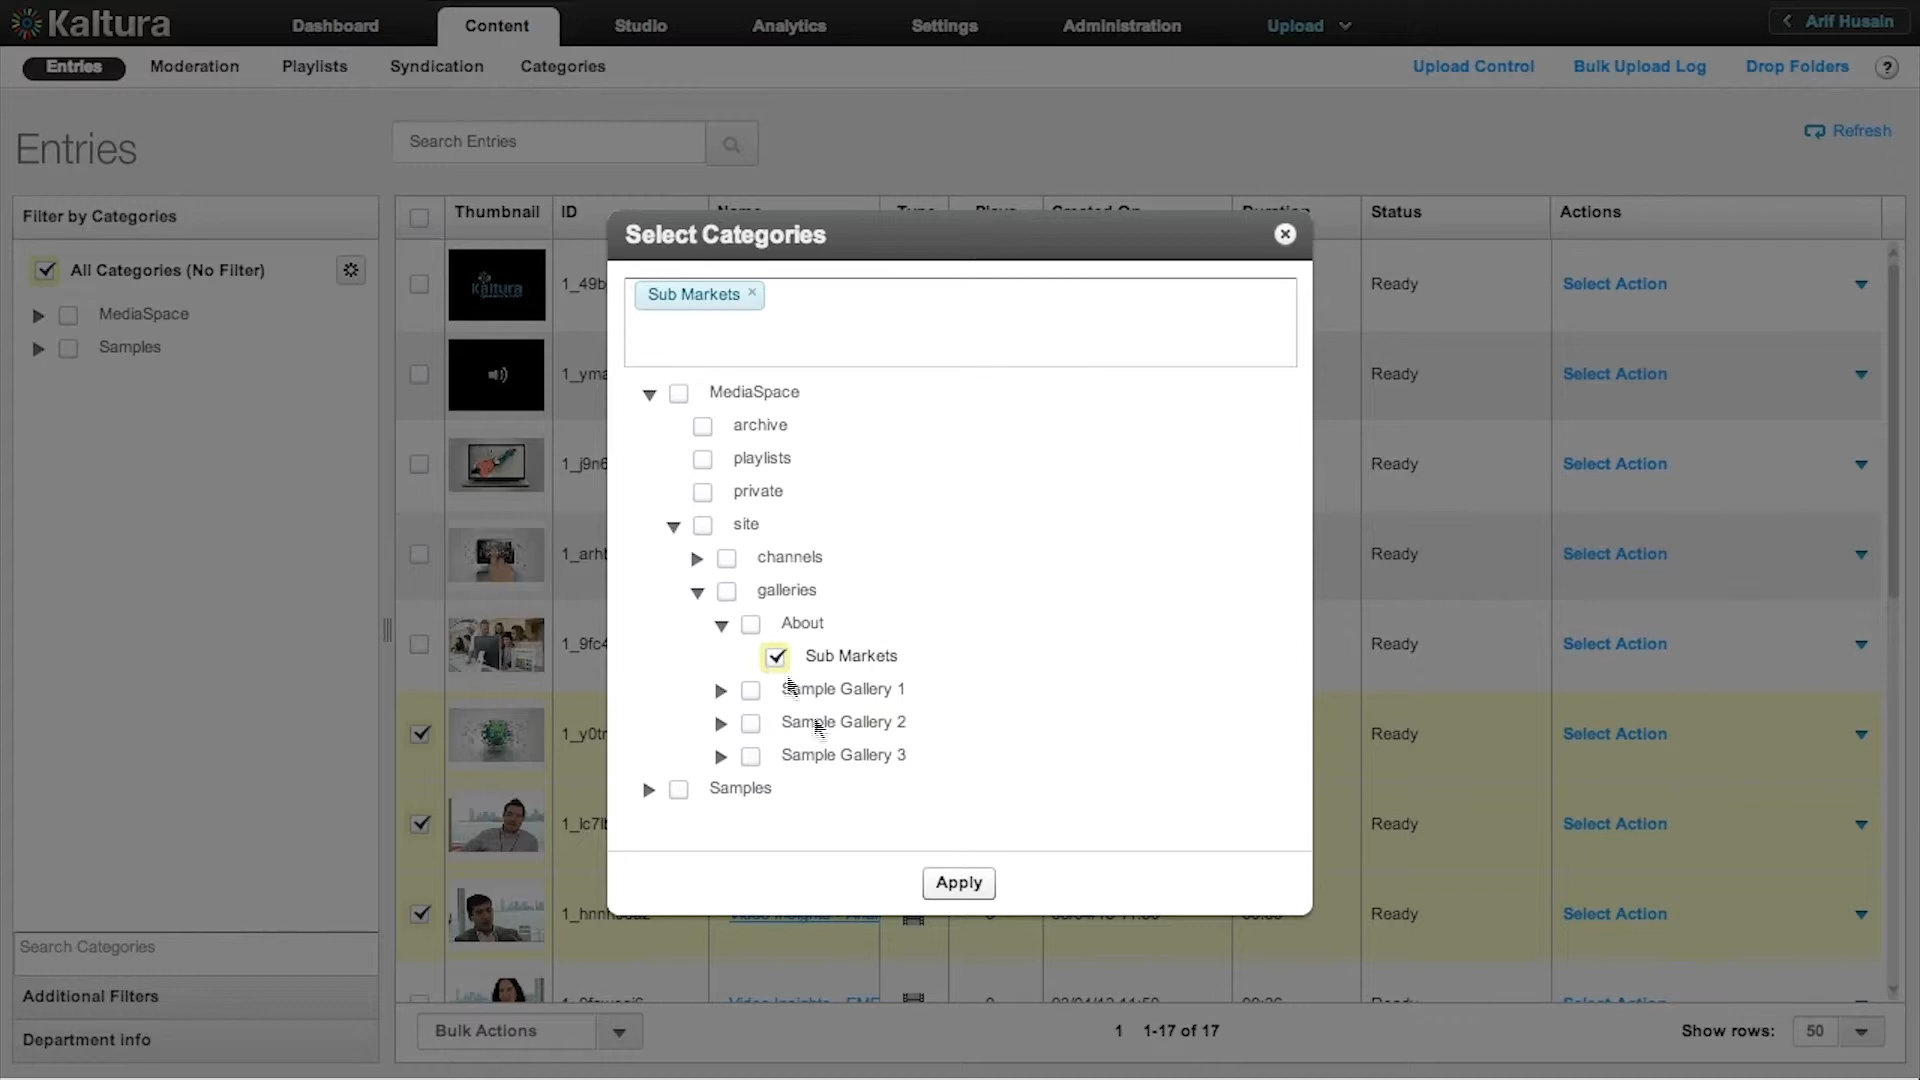 Kaltura
Dashboard
Content
Studio
Analytics
Settings
Administration
Upload
Arif Husain
Entries
Moderation
Playlists
Syndication
Categories
Upload Control
Bulk Upload Log
Drop Folders
?
Entries
Search Entries
Refresh
Filter by Categories
All Categories (No Filter)
MediaSpace
Samples
Search Categories
Additional Filters
Department info
Thumbnail
ID
Name
Type
Plays
Created On
Duration
Status
Actions
Kaltura
Ready
Select Action
Ready
Select Action
Ready
Select Action
Ready
Select Action
Ready
Select Action
Ready
Select Action
Ready
Select Action
Ready
Select Action
Select Categories
Sub Markets
MediaSpace
archive
playlists
private
site
channels
galleries
About
Sub Markets
Sample Gallery 1
Sample Gallery 2
Sample Gallery 3
Samples
Apply
Bulk Actions
1 1-17 of 17
Show rows: 50